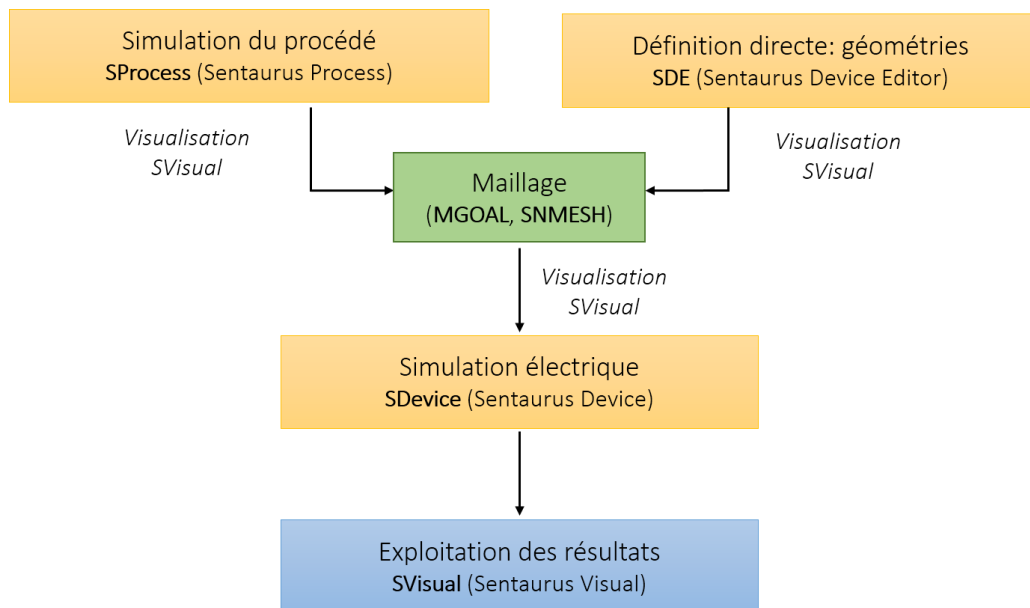 Simulation du procédé
SProcess (Sentaurus Process)
Définition directe: géométries
SDE (Sentaurus Device Editor)
Visualisation
SVisual
Visualisation
SVisual
Maillage
(MGOAL, SNMESH)
Visualisation
SVisual
Simulation électrique
SDevice (Sentaurus Device)
Exploitation des résultats
SVisual (Sentaurus Visual)